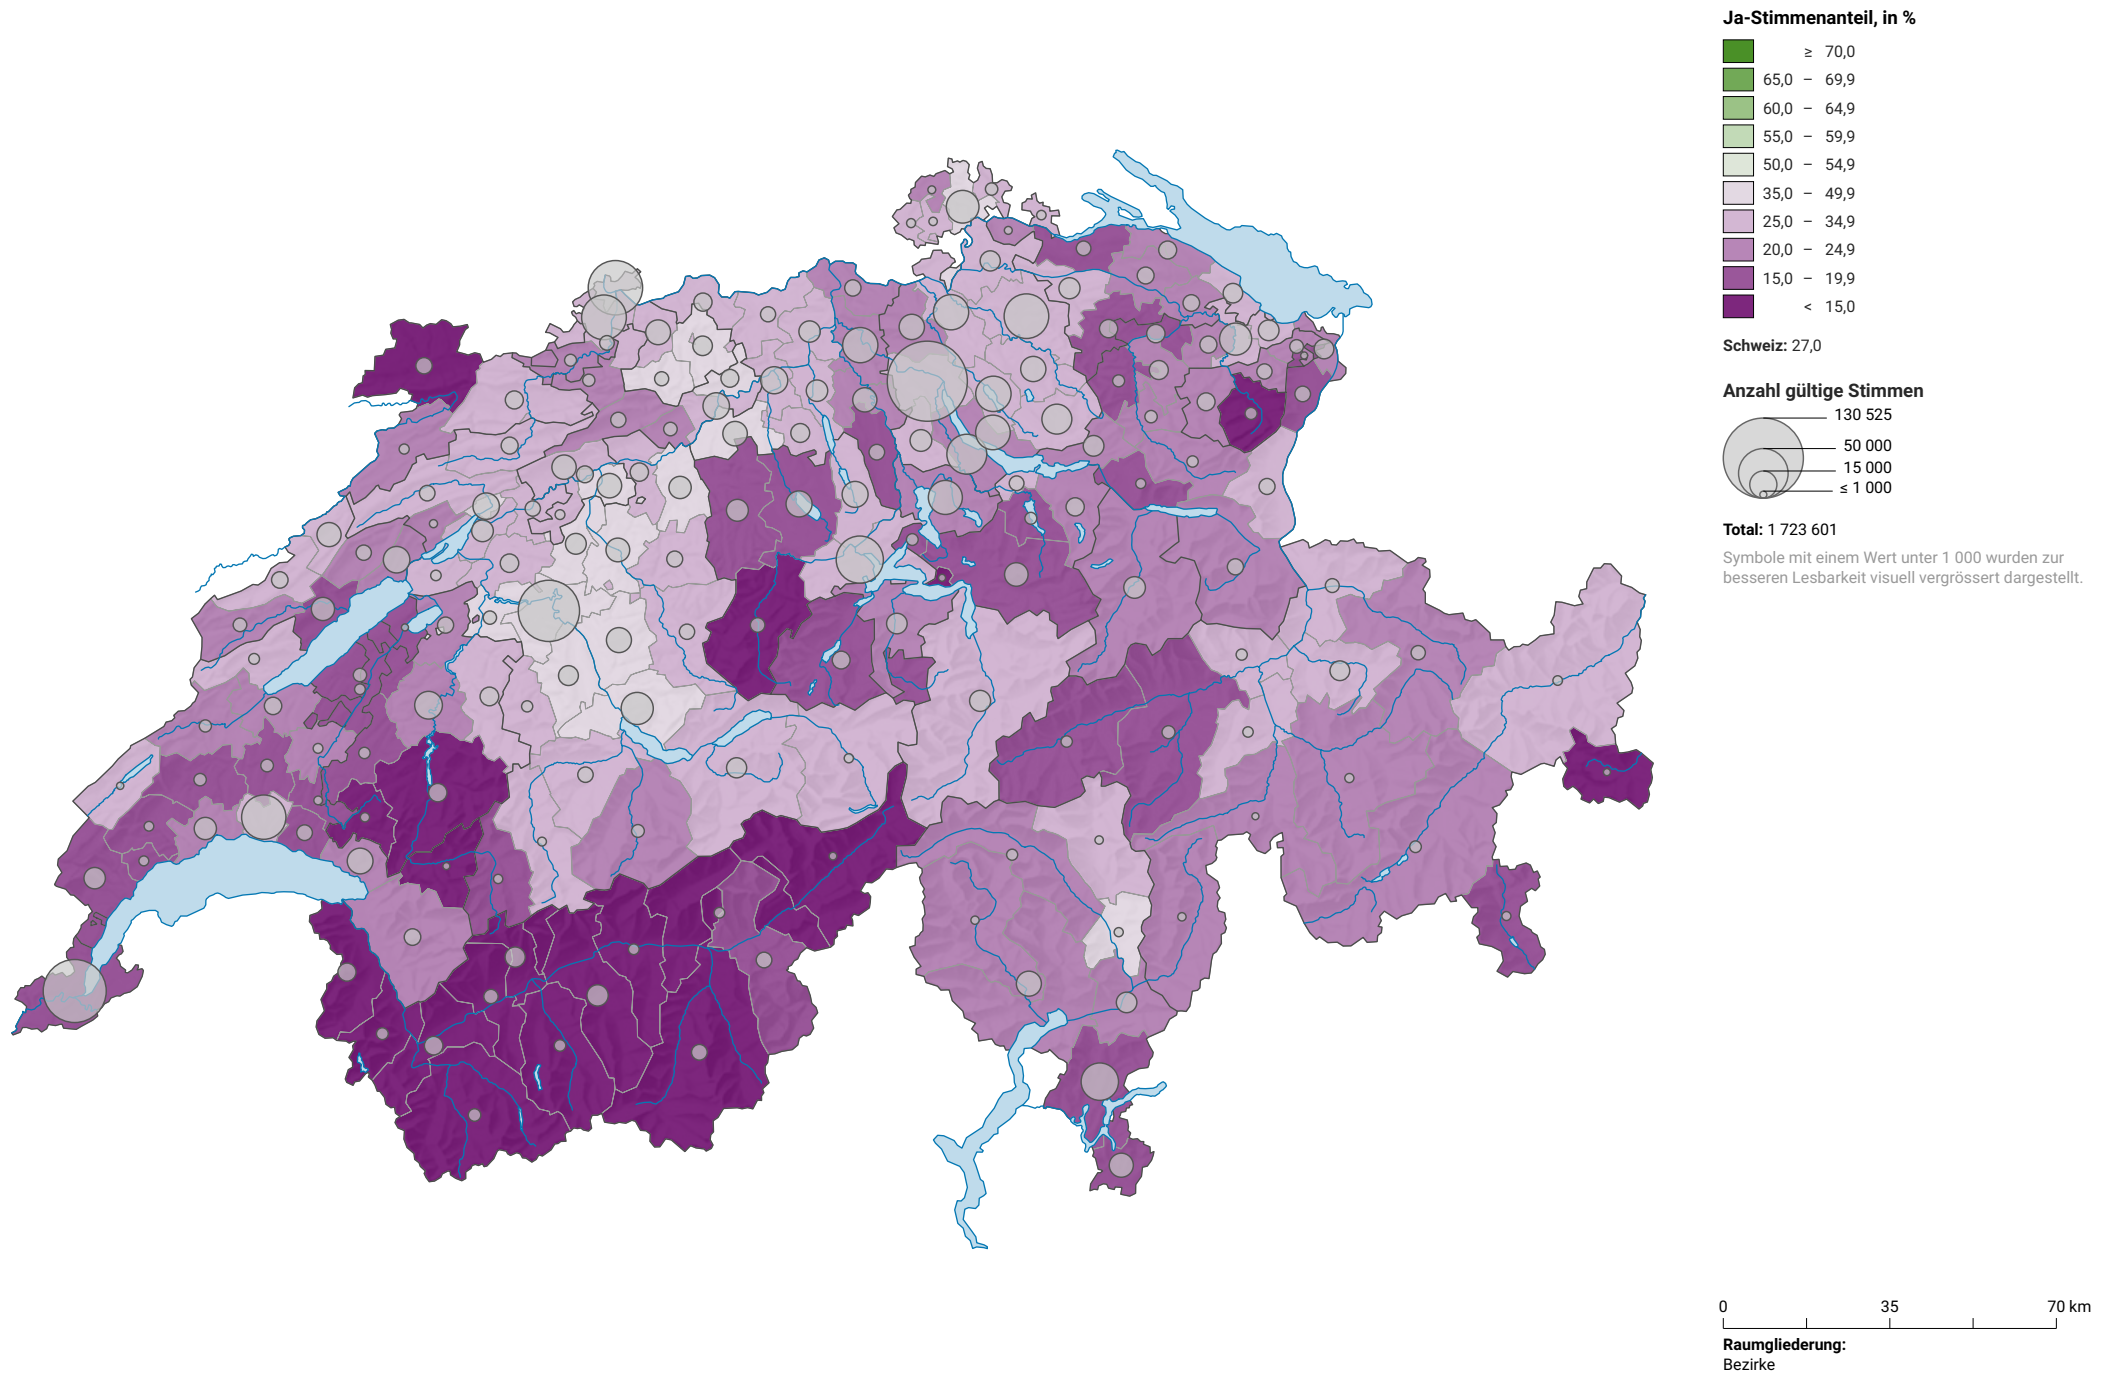 Ja-Stimmenanteil, in %
≥ 70,0
65,0 – 69,9
60,0 – 64,9
55,0 – 59,9
50,0 – 54,9
35,0 – 49,9
25,0 – 34,9
20,0 – 24,9
15,0 – 19,9
< 15,0
Schweiz: 27,0
Anzahl gültige Stimmen
130 525
50 000
15 000
≤ 1 000
Total: 1 723 601
Symbole mit einem Wert unter 1 000 wurden zur
besseren Lesbarkeit visuell vergrössert dargestellt.
0 35 70 km
Raumgliederung:
Bezirke